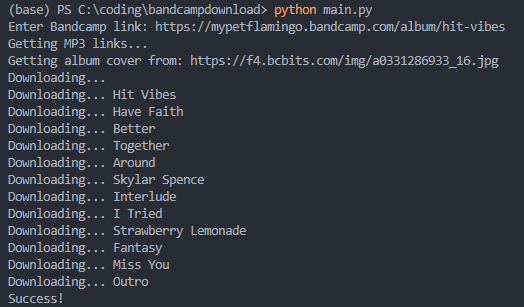 (base) PS C:\coding\bandcampdownload> python main.py
Enter Bandcamp link: https://mypetflamingo.bandcamp.com/album/hit-vibes
Getting MP3 links...
Getting album cover from: https://f4.bcbits.com/img/a0331286933_16.jpg
Downloading...
Downloading... Hit Vibes
Downloading... Have Faith
Downloading... Better
Downloading... Together
Downloading... Around
Downloading... Skylar Spence
Downloading... Interlude
Downloading... I Tried
Downloading... Strawberry Lemonade
Downloading... Fantasy
Downloading... Miss You
Downloading... Outro
Success!